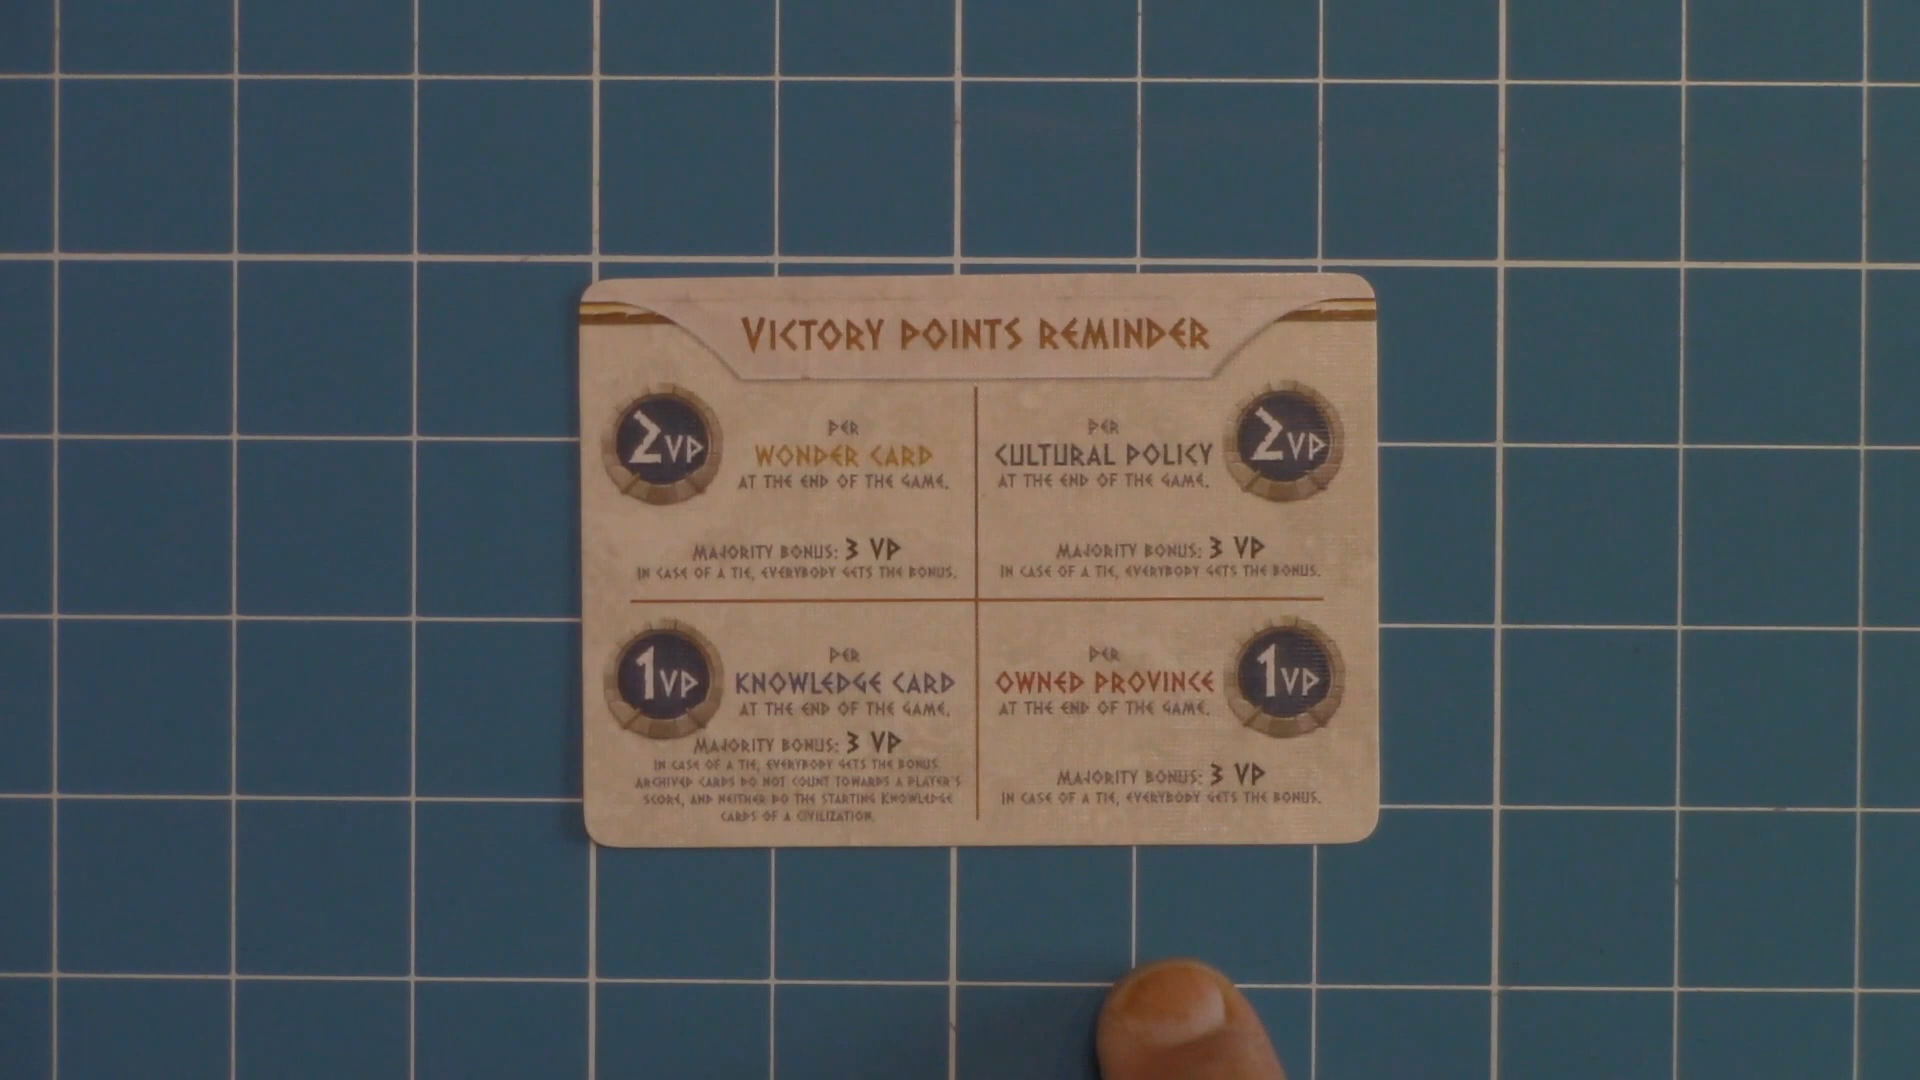 VICTORY POINTS REMINDER
2VP
PER
WONDER CARD
AT THE END OF THE GAME.
MAJORITY BONUS: 3 VP
IN CASE OF A TIE, EVERYBODY GETS THE BONUS.
PER
CULTURAL POLICY
AT THE END OF THE GAME.
2VP
MAJORITY BONUS: 3 VP
IN CASE OF A TIE, EVERYBODY GETS THE BONUS.
1VP
PER
KNOWLEDGE CARD
AT THE END OF THE GAME.
MAJORITY BONUS: 3 VP
IN CASE OF A TIE, EVERYBODY GETS THE BONUS.
ARCHIVED CARDS DO NOT COUNT TOWARDS A PLAYER'S
SCORE, AND NEITHER DO THE STARTING KNOWLEDGE
CARDS OF A CIVILIZATION.
PER
OWNED PROVINCE
AT THE END OF THE GAME.
1VP
MAJORITY BONUS: 3 VP
IN CASE OF A TIE, EVERYBODY GETS THE BONUS.